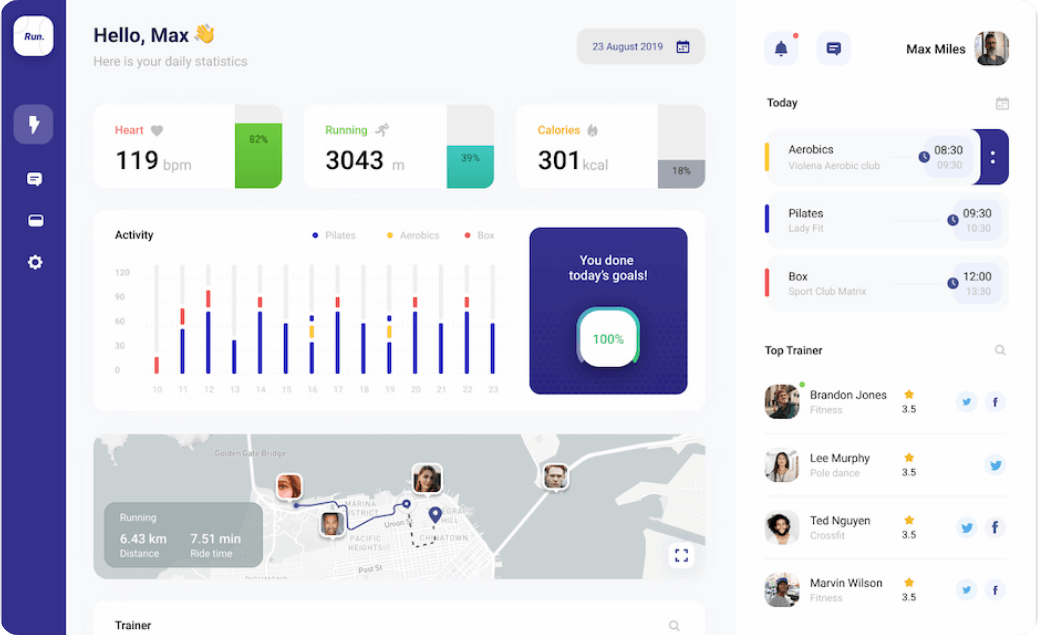 Run.
Hello, Max 👋
Here is your daily statistics
23 August 2019
Heart
119 bpm
82%
Running
3043 m
39%
Calories
301 kcal
18%
Activity
Pilates
Aerobics
Box
120
90
60
30
0
10 11 12 13 14 15 16 17 18 19 20 21 22 23
You done
today's goals!
100%
Golden Gate Bridge
MARINA
DISTRICT
PACIFIC
HEIGHTS
Union St
HILL
CHINATOWN
Post St
RICHMOND
Running
6.43 km
Distance
7.51 min
Ride time
Trainer
Max Miles
Today
Aerobics
Violena Aerobic club
08:30
09:30
Pilates
Lady Fit
09:30
10:30
Box
Sport Club Matrix
12:00
13:30
Top Trainer
Brandon Jones
Fitness
3.5
Lee Murphy
Pole dance
3.5
Ted Nguyen
Crossfit
3.5
Marvin Wilson
Fitness
3.5